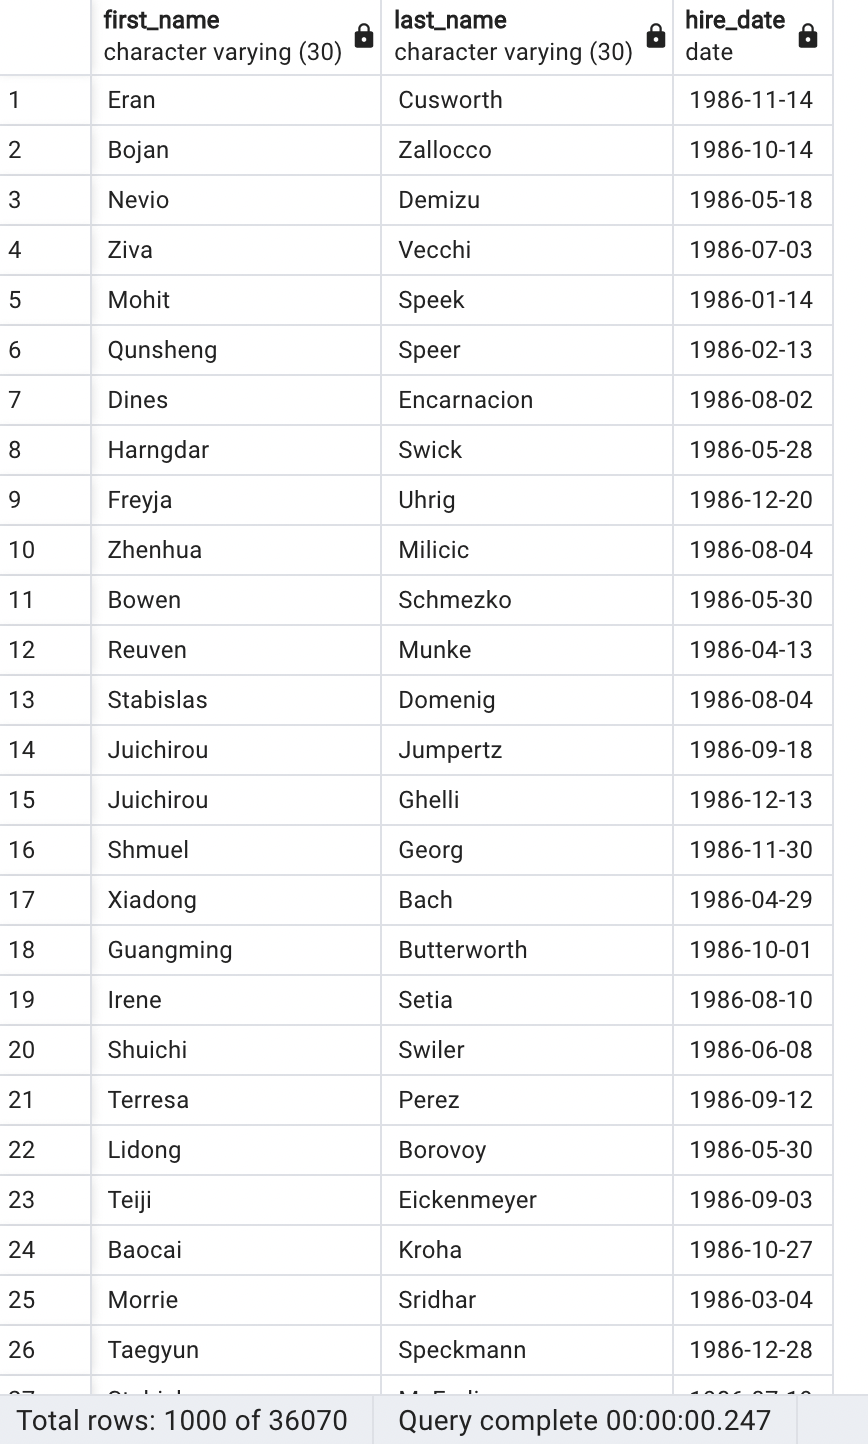 first_name last_name hire_date
character varying (30) character varying (30) date
1 Eran Cusworth 1986-11-14
2 Bojan Zallocco 1986-10-14
3 Nevio Demizu 1986-05-18
4 Ziva Vecchi 1986-07-03
5 Mohit Speek 1986-01-14
6 Qunsheng Speer 1986-02-13
7 Dines Encarnacion 1986-08-02
8 Harngdar Swick 1986-05-28
9 Freyja Uhrig 1986-12-20
10 Zhenhua Milicic 1986-08-04
11 Bowen Schmezko 1986-05-30
12 Reuven Munke 1986-04-13
13 Stabislas Domenig 1986-08-04
14 Juichirou Jumpertz 1986-09-18
15 Juichirou Ghelli 1986-12-13
16 Shmuel Georg 1986-11-30
17 Xiadong Bach 1986-04-29
18 Guangming Butterworth 1986-10-01
19 Irene Setia 1986-08-10
20 Shuichi Swiler 1986-06-08
21 Terresa Perez 1986-09-12
22 Lidong Borovoy 1986-05-30
23 Teiji Eickenmeyer 1986-09-03
24 Baocai Kroha 1986-10-27
25 Morrie Sridhar 1986-03-04
26 Taegyun Speckmann 1986-12-28
Total rows: 1000 of 36070 Query complete 00:00:00.247